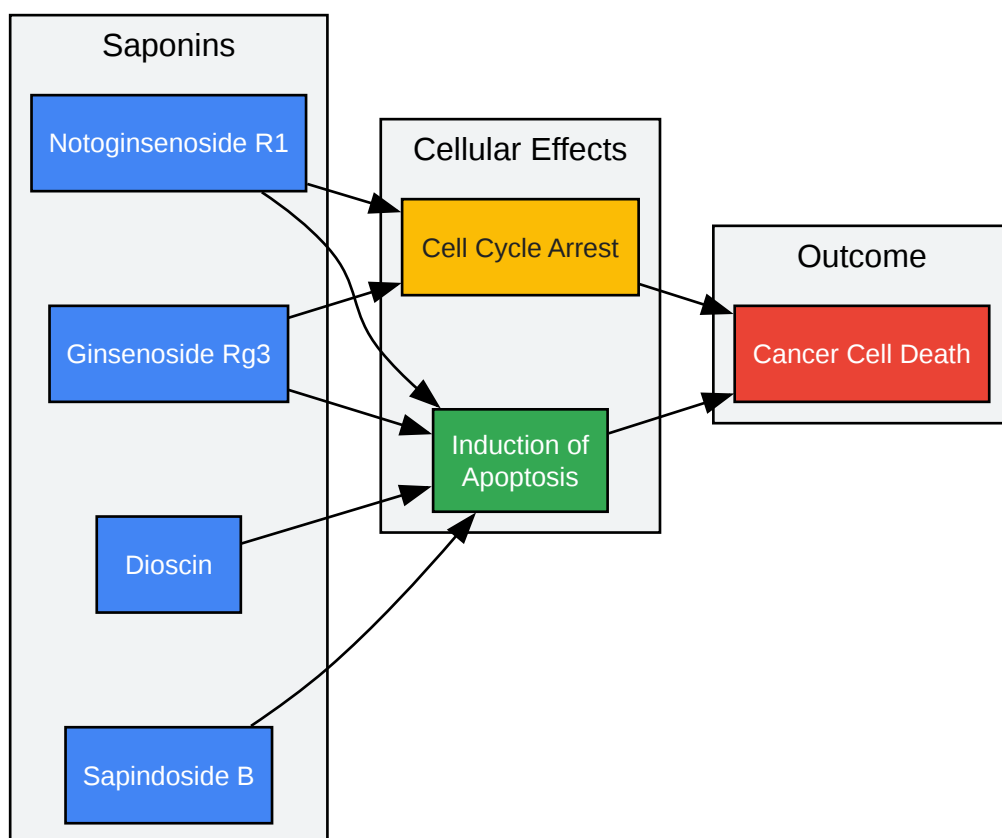 Saponins
Notoginsenoside R1
Ginsenoside Rg3
Dioscin
Sapindoside B
Cellular Effects
Cell Cycle Arrest
Induction of
Apoptosis
Outcome
Cancer Cell Death